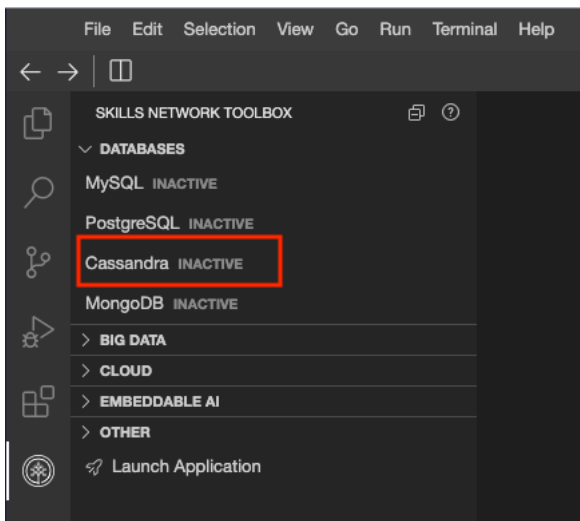 File Edit Selection View Go Run Terminal Help
SKILLS NETWORK TOOLBOX
DATABASES
MySQL INACTIVE
PostgreSQL INACTIVE
Cassandra INACTIVE
MongoDB INACTIVE
BIG DATA
CLOUD
EMBEDDABLE AI
OTHER
Launch Application